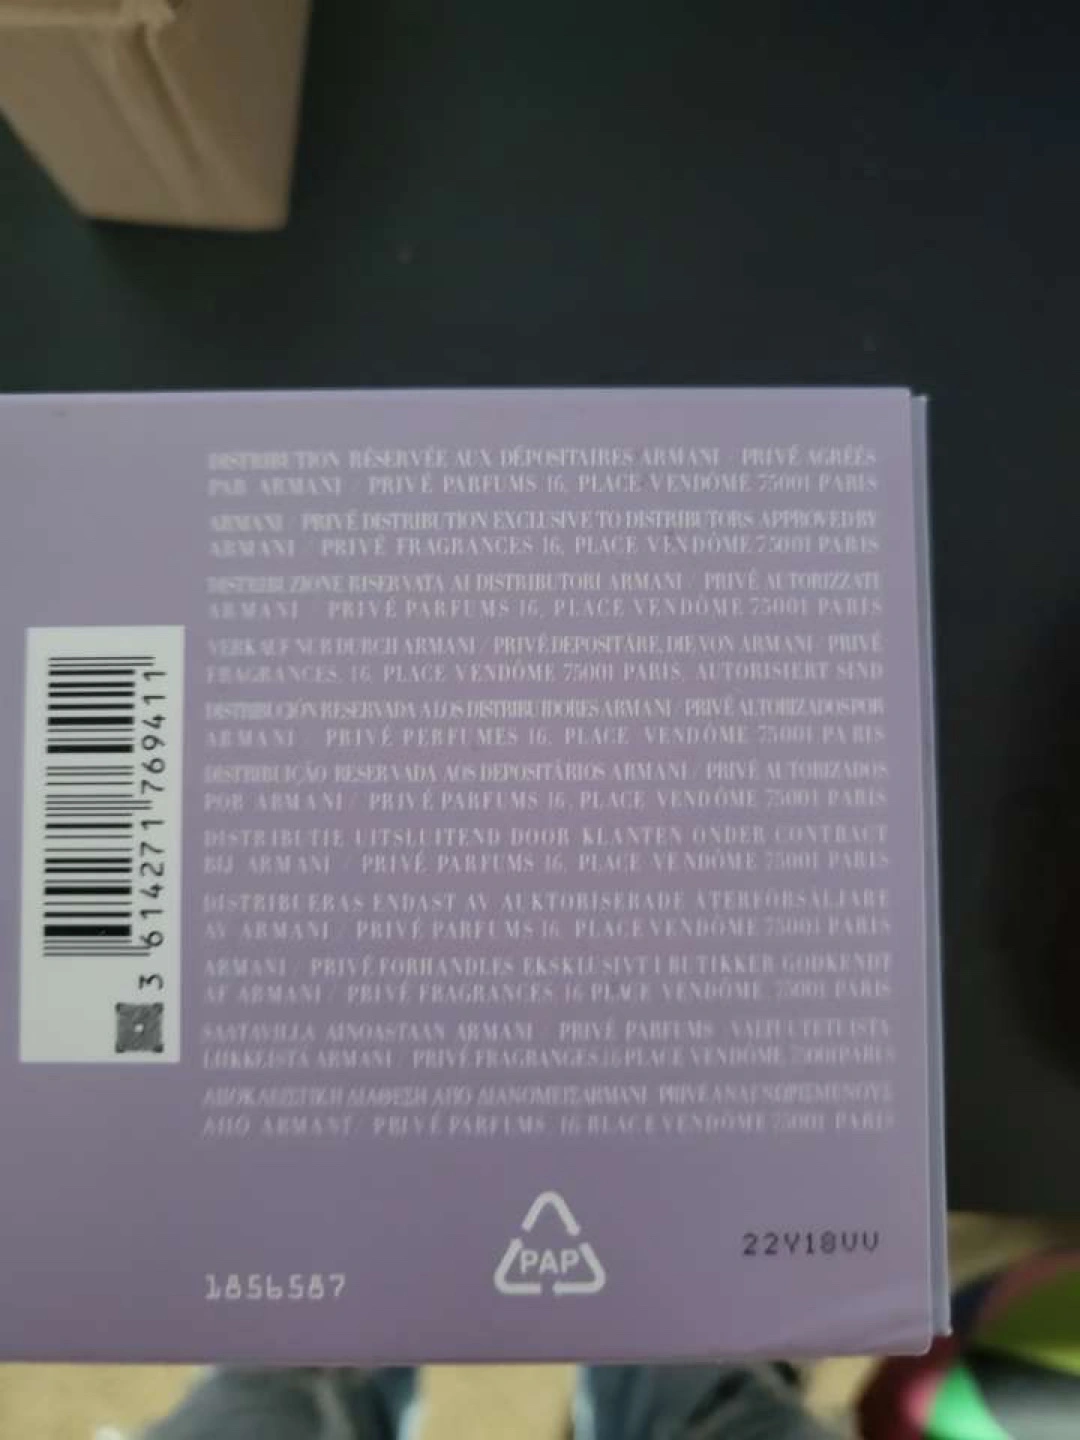 DISTRIBUTION RÉSERVÉE AUX DÉPOSITAIRES ARMANI / PRIVÉ AGRÉÉS
PAR ARMANI / PRIVÉ PARFUMS 16, PLACE VENDÔME 75001 PARIS
ARMANI / PRIVÉ DISTRIBUTION EXCLUSIVE TO DISTRIBUTORS APPROVED BY
ARMANI / PRIVÉ FRAGRANCES 16, PLACE VENDÔME 75001 PARIS
DISTRIBUZIONE RISERVATA AI DISTRIBUTORI ARMANI / PRIVÉ AUTORIZZATI
ARMANI / PRIVÉ PARFUMS 16, PLACE VENDÔME 75001 PARIS
VERKAUF NUR DURCH ARMANI / PRIVÉ DEPOSITÄRE, DIE VON ARMANI / PRIVÉ
FRAGRANCES, 16, PLACE VENDÔME 75001 PARIS, AUTORISIERT SIND
DISTRIBUCIÓN RESERVADA A LOS DISTRIBUIDORES ARMANI / PRIVÉ AUTORIZADOS POR
ARMANI / PRIVÉ PERFUMES 16, PLACE VENDÔME 75001 PARIS
DISTRIBUIÇÃO RESERVADA AOS DEPOSITÁRIOS ARMANI / PRIVÉ AUTORIZADOS
POR ARMANI / PRIVÉ PARFUMS 16, PLACE VENDÔME 75001 PARIS
DISTRIBUTIE UITSLUITEND DOOR KLANTEN ONDER CONTRACT
BIJ ARMANI / PRIVÉ PARFUMS 16, PLACE VENDÔME 75001 PARIS
DISTRIBUERAS ENDAST AV AUKTORISERADE ÅTERFÖRSÄLJARE
AV ARMANI / PRIVÉ PARFUMS 16, PLACE VENDÔME 75001 PARIS
ARMANI / PRIVÉ FORHANDLES EKSKLUSIVT I BUTIKKER GODKENDT
AF ARMANI / PRIVÉ FRAGRANCES 16 PLACE VENDÔME 75001 PARIS
SAATAVILLA AINOASTAAN ARMANI / PRIVÉ PARFUMS VALTUUTETUISTA
LIIKKEISTÄ ARMANI / PRIVÉ FRAGRANCES 16 PLACE VENDÔME 75001 PARIS
ΑΠΟΚΛΕΙΣΤΙΚΗ ΔΙΑΘΕΣΗ ΑΠΟ ΔΙΑΝΟΜΕΙΣ ARMANI PRIVÉ ΑΝΑΓΝΩΡΙΣΜΕΝΟΥΣ
ΑΠΟ ARMANI / PRIVÉ PARFUMS, 16 PLACE VENDÔME 75001 PARIS
3 614271 769411
1856587
PAP
22Y18UV